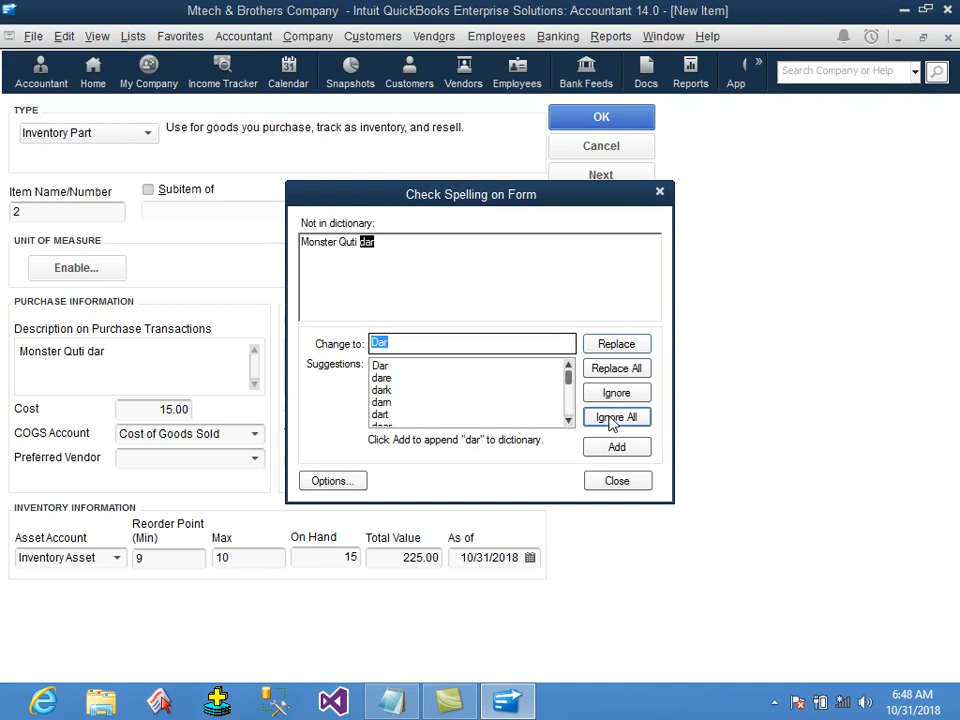 Mtech & Brothers Company - Intuit QuickBooks Enterprise Solutions: Accountant 14.0 - [New Item]
File Edit View Lists Favorites Accountant Company Customers Vendors Employees Banking Reports Window Help
Accountant Home My Company Income Tracker Calendar Snapshots Customers Vendors Employees Bank Feeds Docs Reports App » Search Company or Help
TYPE
Inventory Part Use for goods you purchase, track as inventory, and resell.
OK
Cancel
Next
Item Name/Number Subitem of
2
UNIT OF MEASURE
Enable...
PURCHASE INFORMATION
Description on Purchase Transactions
Monster Quti dar
Cost 15.00
COGS Account Cost of Goods Sold
Preferred Vendor
Check Spelling on Form
Not in dictionary:
Monster Quti dar
Change to: Dar Replace
Suggestions: Dar Replace All
dare
dark Ignore
dam
dart Ignore All
Click Add to append "dar" to dictionary. Add
Options... Close
INVENTORY INFORMATION
Asset Account Reorder Point (Min) Max On Hand Total Value As of
Inventory Asset 9 10 15 225.00 10/31/2018
31
6:48 AM
10/31/2018